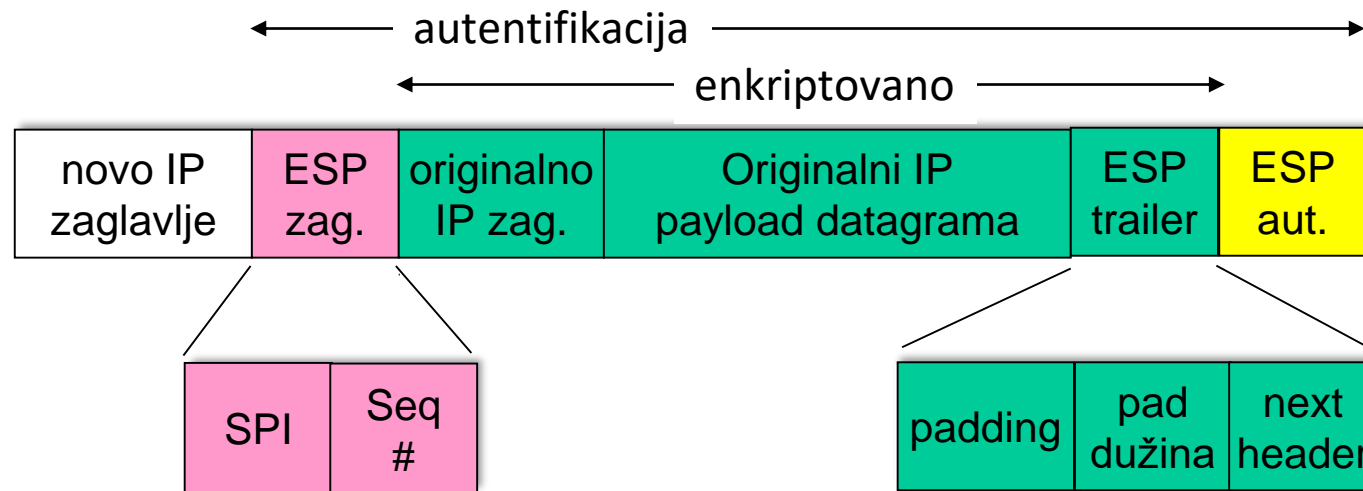 autentifikacija
enkriptovano
novo IP
zaglavlje
ESP
zag.
originalno
IP zag.
Originalni IP
payload datagrama
ESP
trailer
ESP
aut.
SPI
Seq
#
padding
pad
dužina
next
header